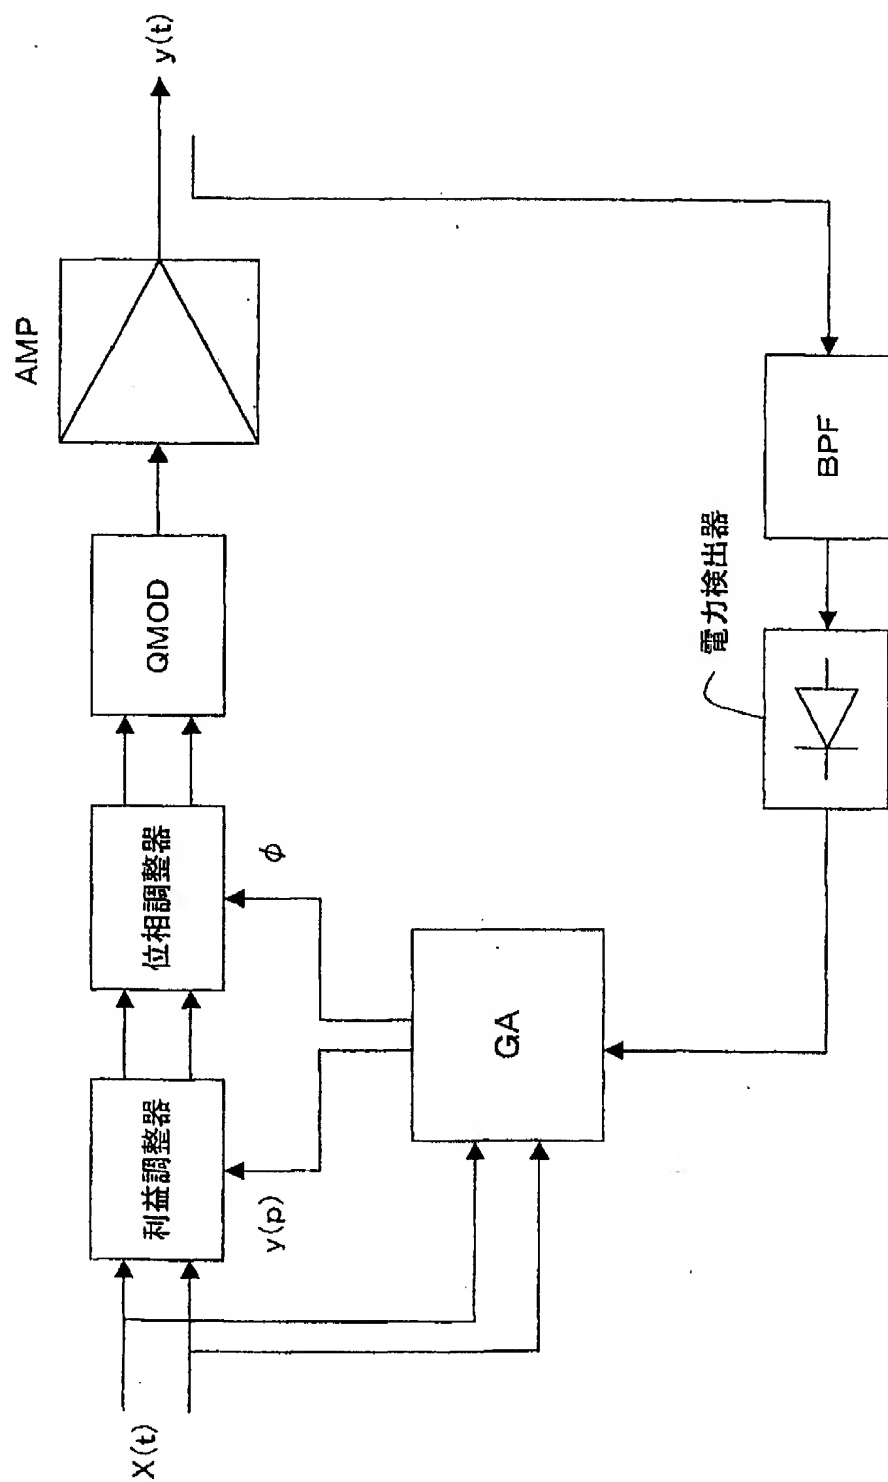 X(t)
利益調整器
y(p)
位相調整器
φ
QMOD
AMP
y(t)
GA
電力検出器
BPF